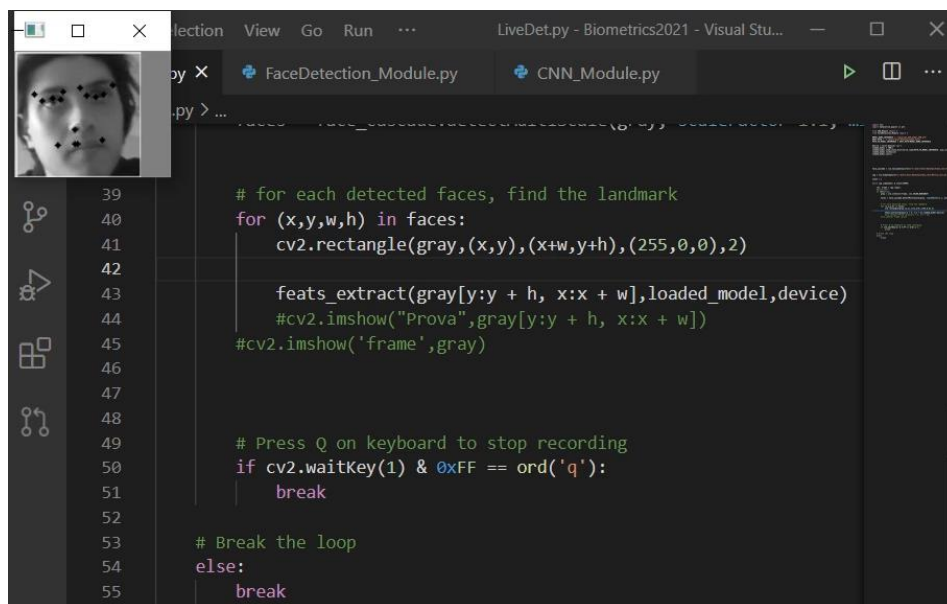 lection View Go Run ··· LiveDet.py - Biometrics2021 - Visual Stu...
py FaceDetection_Module.py CNN_Module.py
.py > ...
39 # for each detected faces, find the landmark
40 for (x,y,w,h) in faces:
41 cv2.rectangle(gray,(x,y),(x+w,y+h),(255,0,0),2)
42
43 feats_extract(gray[y:y + h, x:x + w],loaded_model,device)
44 #cv2.imshow("Prova",gray[y:y + h, x:x + w])
45 #cv2.imshow('frame',gray)
46
47
48
49 # Press Q on keyboard to stop recording
50 if cv2.waitKey(1) & 0xFF == ord('q'):
51 break
52
53 # Break the loop
54 else:
55 break